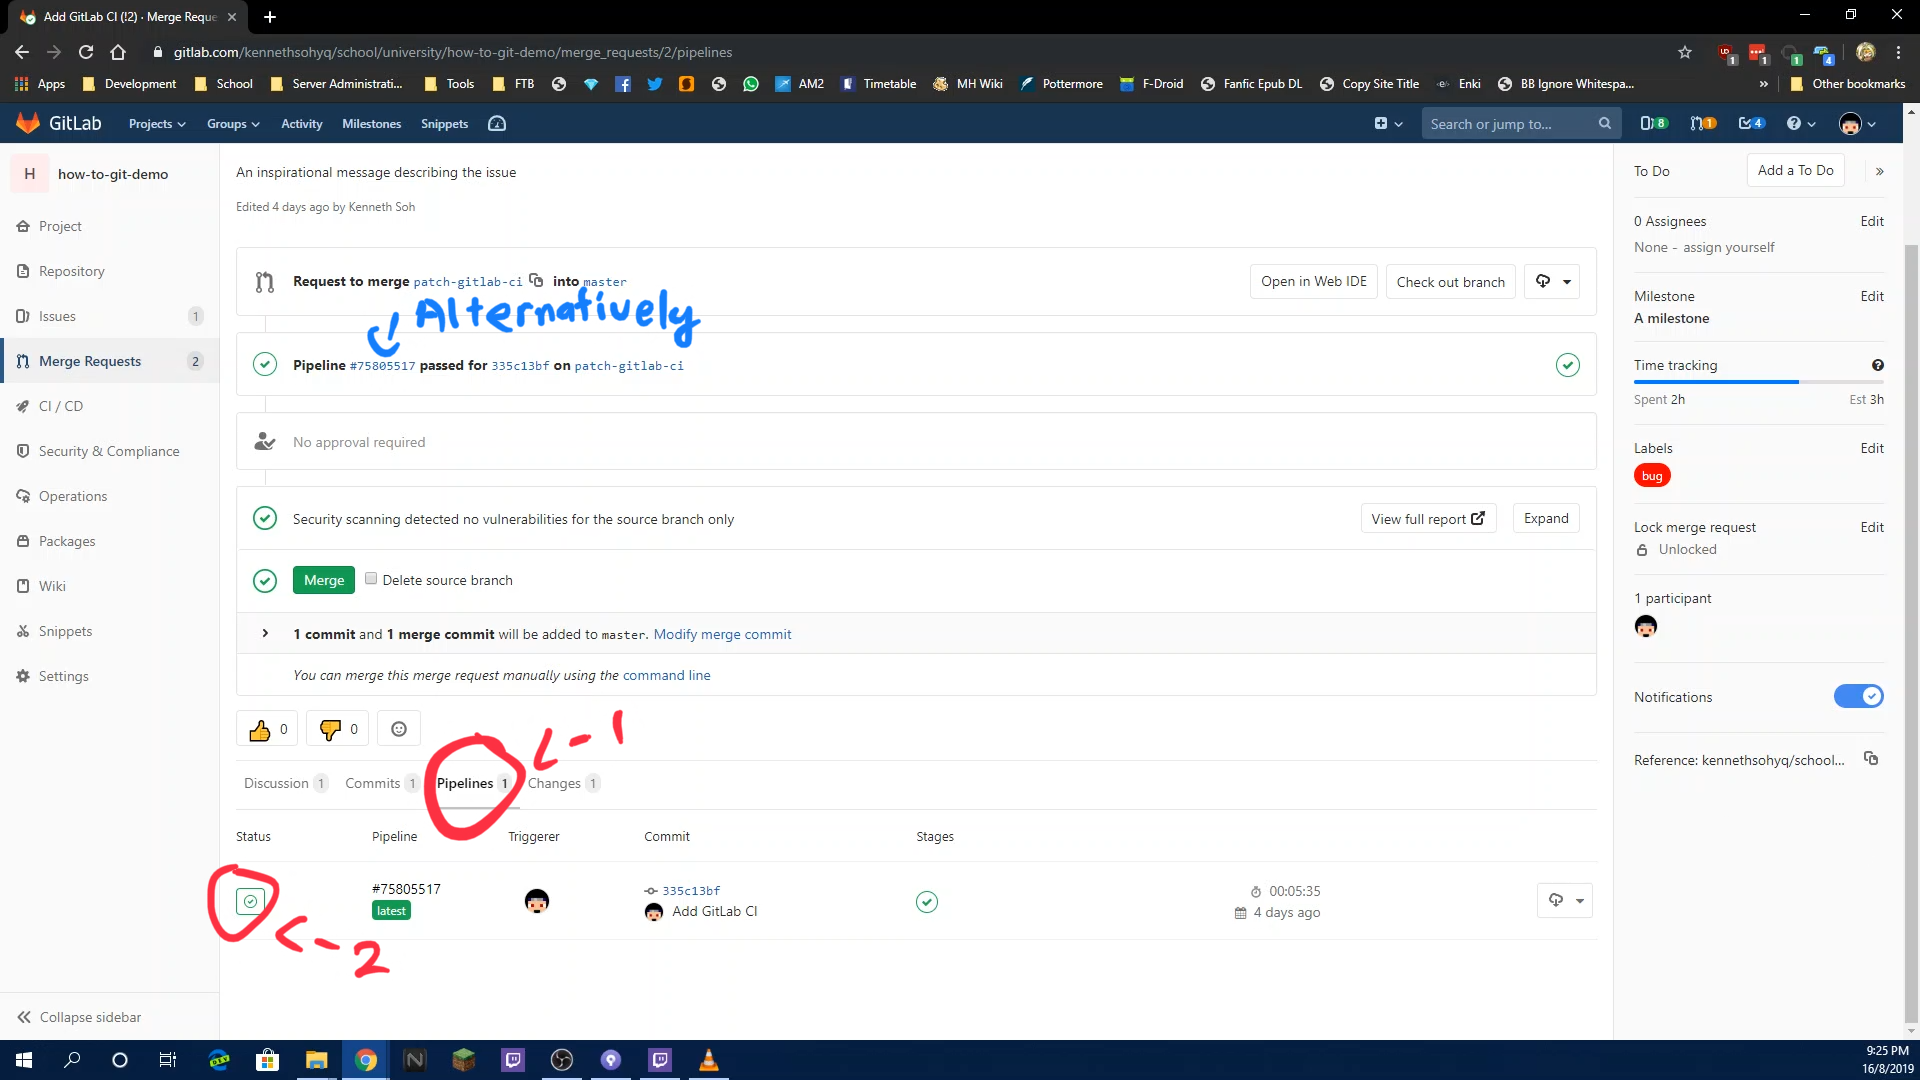 Add GitLab CI (!2) · Merge Reque
gitlab.com/kennethsohyq/school/university/how-to-git-demo/merge_requests/2/pipelines
1 1 1 4
Apps Development School Server Administrati... Tools FTB AM2 Timetable MH Wiki Pottermore F-Droid Fanfic Epub DL Copy Site Title Enki BB Ignore Whitespa... » Other bookmarks
GitLab Projects Groups Activity Milestones Snippets Search or jump to... 8 1 4
H how-to-git-demo
Project
Repository
Issues 1
Merge Requests 2
CI / CD
Security & Compliance
Operations
Packages
Wiki
Snippets
Settings
Collapse sidebar
An inspirational message describing the issue
Edited 4 days ago by Kenneth Soh
Request to merge patch-gitlab-ci into master
Open in Web IDE Check out branch
Alternatively
Pipeline #75805517 passed for 335c13bf on patch-gitlab-ci
No approval required
Security scanning detected no vulnerabilities for the source branch only
View full report Expand
Merge Delete source branch
1 commit and 1 merge commit will be added to master. Modify merge commit
You can merge this merge request manually using the command line
0 0
<- 1
Discussion 1 Commits 1 Pipelines 1 Changes 1
Status Pipeline Triggerer Commit Stages
#75805517
latest
335c13bf
Add GitLab CI
00:05:35
4 days ago
<- 2
To Do Add a To Do »
0 Assignees Edit
None - assign yourself
Milestone Edit
A milestone
Time tracking
Spent 2h Est 3h
Labels Edit
bug
Lock merge request Edit
Unlocked
1 participant
Notifications
Reference: kennethsohyq/school...
9:25 PM
16/8/2019